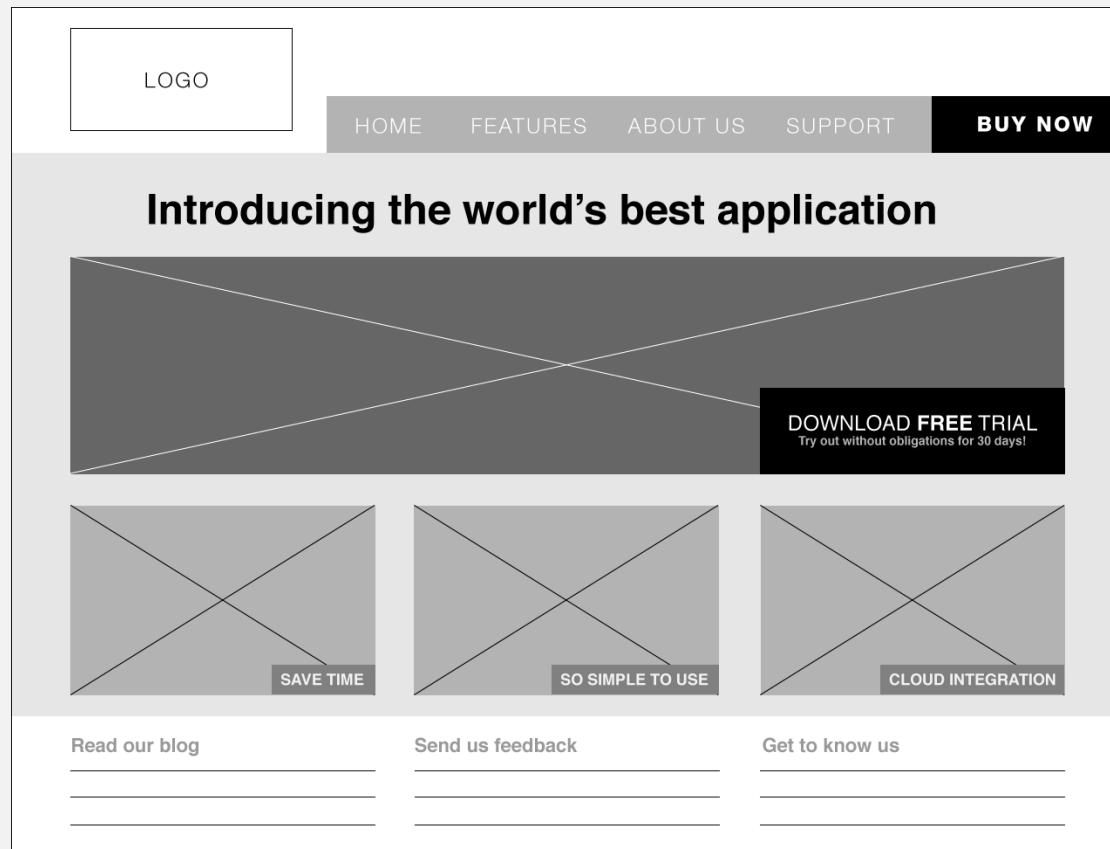 LOGO
HOME FEATURES ABOUT US SUPPORT BUY NOW
Introducing the world’s best application
DOWNLOAD FREE TRIAL
Try out without obligations for 30 days!
SAVE TIME
SO SIMPLE TO USE
CLOUD INTEGRATION
Read our blog
Send us feedback
Get to know us